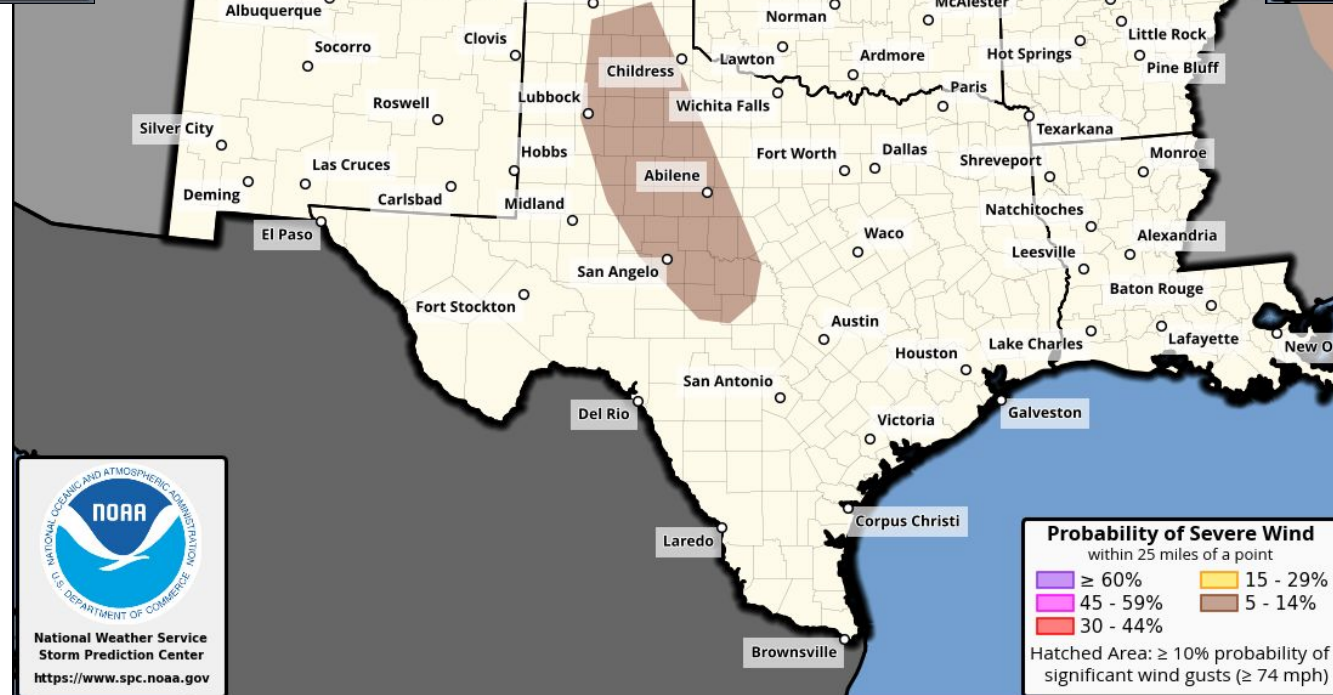 Albuquerque
McAlester
Norman
Little Rock
Socorro
Clovis
Lawton
Ardmore
Hot Springs
Pine Bluff
Childress
Lubbock
Wichita Falls
Paris
Roswell
Silver City
Texarkana
Hobbs
Fort Worth
Dallas
Shreveport
Monroe
Las Cruces
Abilene
Deming
Carlsbad
Midland
Natchitoches
El Paso
Waco
Alexandria
Leesville
San Angelo
Baton Rouge
Fort Stockton
Austin
Lake Charles
Lafayette
New O
Houston
San Antonio
Del Rio
Victoria
Galveston
Corpus Christi
Laredo
Brownsville
NATIONAL OCEANIC AND ATMOSPHERIC ADMINISTRATION
NOAA
U.S. DEPARTMENT OF COMMERCE
National Weather Service
Storm Prediction Center
https://www.spc.noaa.gov
Probability of Severe Wind
within 25 miles of a point
≥ 60% 15 - 29%
45 - 59% 5 - 14%
30 - 44%
Hatched Area: ≥ 10% probability of
significant wind gusts (≥ 74 mph)